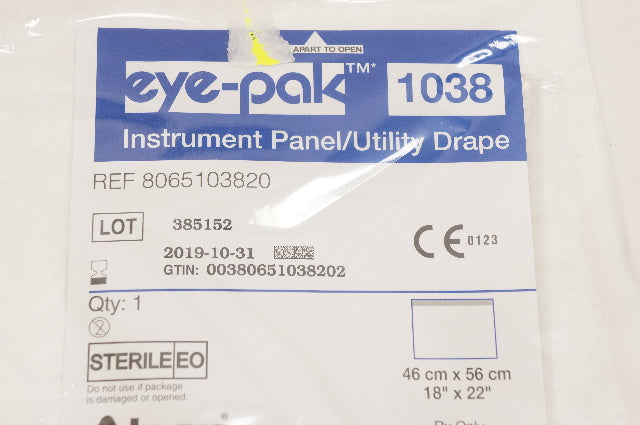 APART TO OPEN
eye-pak™* 1038
Instrument Panel/Utility Drape
REF 8065103820
LOT 385152
2019-10-31
GTIN: 00380651038202
CE 0123
Qty: 1
STERILE EO
Do not use if package
is damaged or opened.
46 cm x 56 cm
18" x 22"
Rx Only